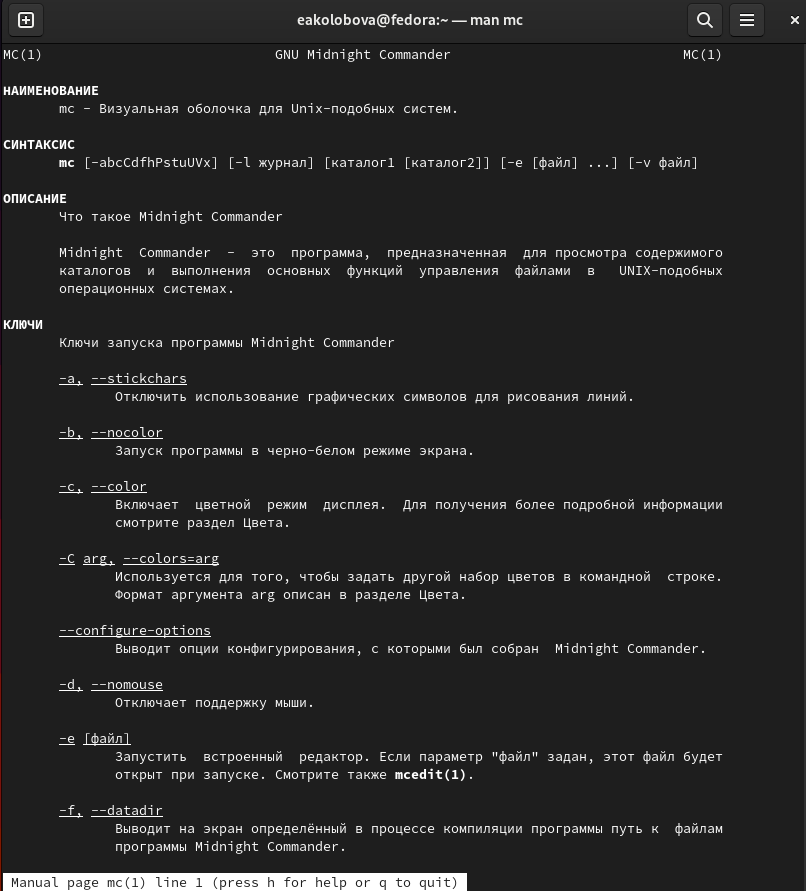 eakolobova@fedora:~ — man mc
MC(1) GNU Midnight Commander MC(1)
НАИМЕНОВАНИЕ
mc - Визуальная оболочка для Unix-подобных систем.
СИНТАКСИС
mc [-abcCdfhPstuUVx] [-l журнал] [каталог1 [каталог2]] [-e [файл] ...] [-v файл]
ОПИСАНИЕ
Что такое Midnight Commander
Midnight Commander - это программа, предназначенная для просмотра содержимого
каталогов и выполнения основных функций управления файлами в UNIX-подобных
операционных системах.
КЛЮЧИ
Ключи запуска программы Midnight Commander
-a, --stickchars
Отключить использование графических символов для рисования линий.
-b, --nocolor
Запуск программы в черно-белом режиме экрана.
-c, --color
Включает цветной режим дисплея. Для получения более подробной информации
смотрите раздел Цвета.
-C arg, --colors=arg
Используется для того, чтобы задать другой набор цветов в командной строке.
Формат аргумента arg описан в разделе Цвета.
--configure-options
Выводит опции конфигурирования, с которыми был собран Midnight Commander.
-d, --nomouse
Отключает поддержку мыши.
-e [файл]
Запустить встроенный редактор. Если параметр "файл" задан, этот файл будет
открыт при запуске. Смотрите также mcedit(1).
-f, --datadir
Выводит на экран определённый в процессе компиляции программы путь к файлам
программы Midnight Commander.
Manual page mc(1) line 1 (press h for help or q to quit)